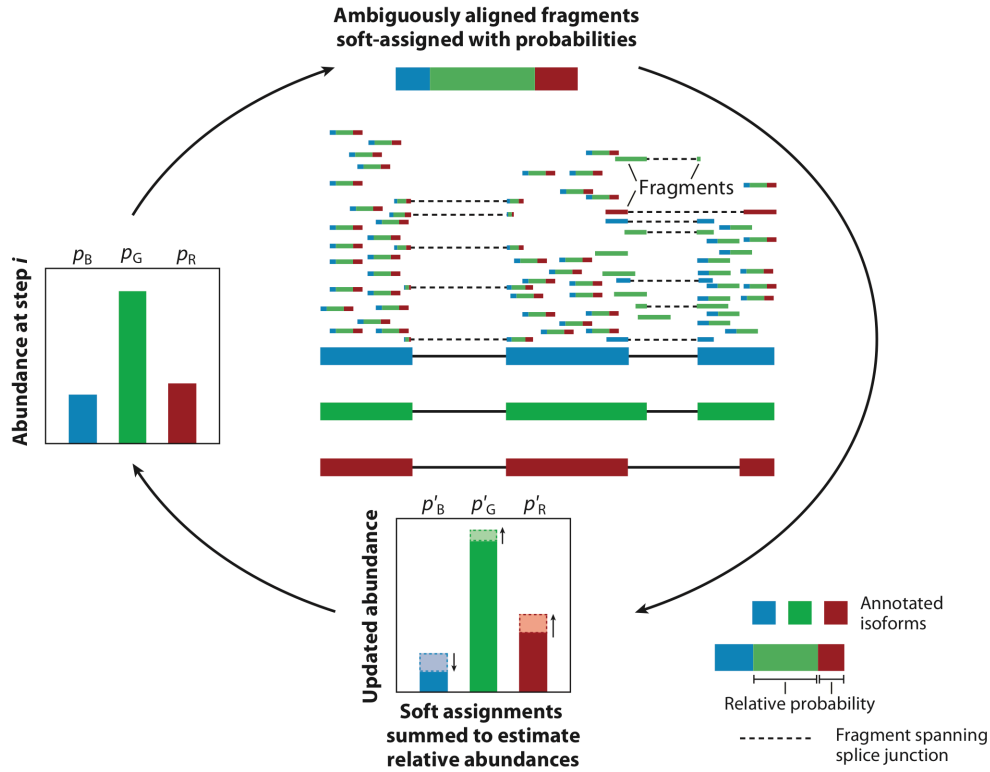 Ambiguously aligned fragments
soft-assigned with probabilities
Fragments
Abundance at step i
pB
pG
pR
Updated abundance
p′B
p′G
p′R
Soft assignments
summed to estimate
relative abundances
Annotated
isoforms
Relative probability
Fragment spanning
splice junction